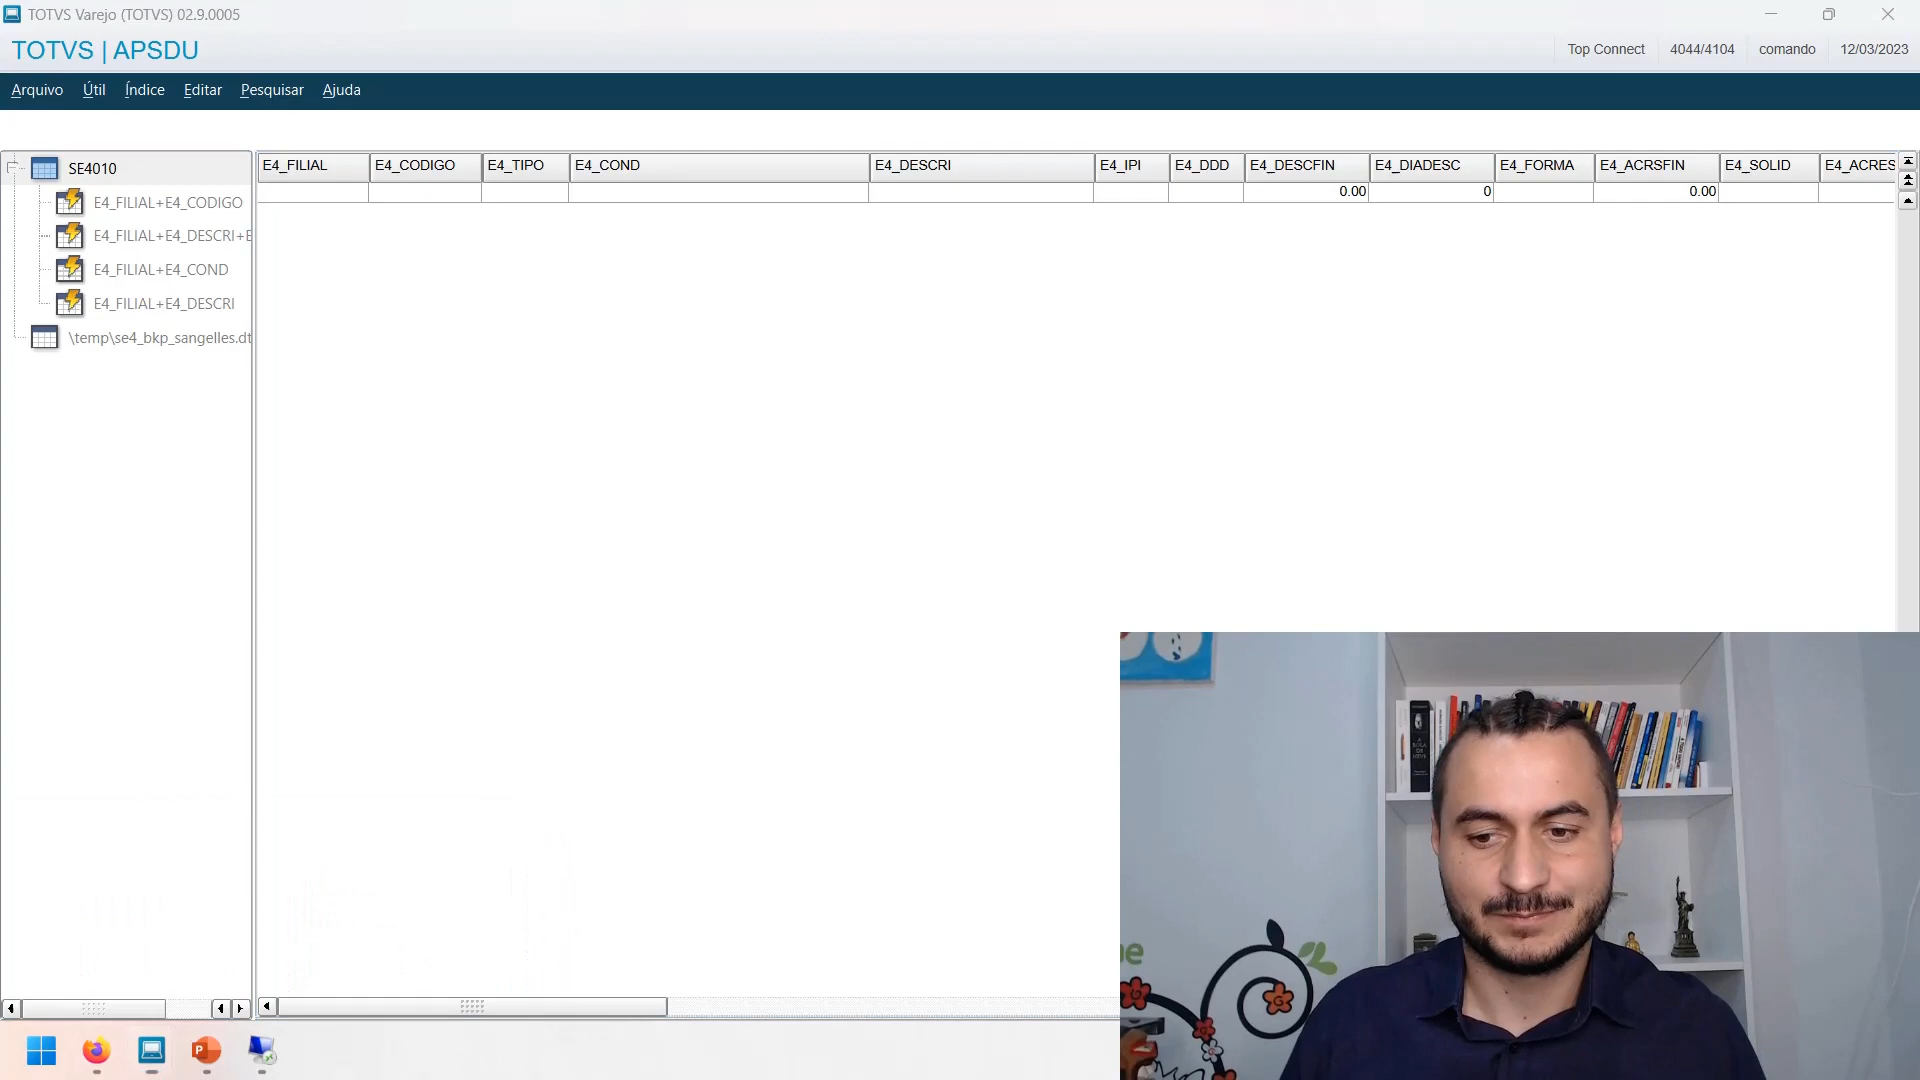 TOTVS Varejo (TOTVS) 02.9.0005
TOTVS | APSDU
Top Connect
4044/4104
comando
12/03/2023
Arquivo Útil Índice Editar Pesquisar Ajuda
SE4010
E4_FILIAL+E4_CODIGO
E4_FILIAL+E4_DESCRI+E
E4_FILIAL+E4_COND
E4_FILIAL+E4_DESCRI
\temp\se4_bkp_sangelles.dt
E4_FILIAL E4_CODIGO E4_TIPO E4_COND E4_DESCRI E4_IPI E4_DDD E4_DESCFIN E4_DIADESC E4_FORMA E4_ACRSFIN E4_SOLID E4_ACRES
0.00 0 0.00
P
e